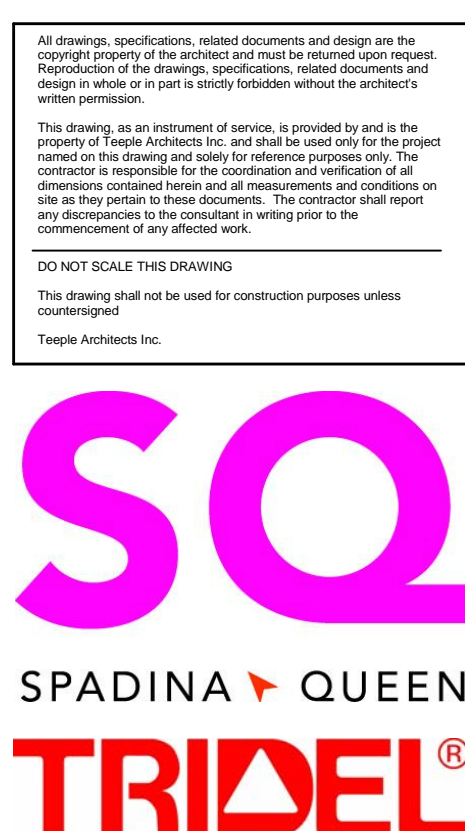 All drawings, specifications, related documents and design are the
copyright property of the architect and must be returned upon request.
Reproduction of the drawings, specifications, related documents and
design in whole or in part is strictly forbidden without the architect's
written permission.
This drawing, as an instrument of service, is provided by and is the
property of Teeple Architects Inc. and shall be used only for the project
named on this drawing and solely for reference purposes only. The
contractor is responsible for the coordination and verification of all
dimensions contained herein and all measurements and conditions on
site as they pertain to these documents. The contractor shall report
any discrepancies to the consultant in writing prior to the
commencement of any affected work.
DO NOT SCALE THIS DRAWING
This drawing shall not be used for construction purposes unless
countersigned
Teeple Architects Inc.
SQ
SPADINA QUEEN
TRIDEL®